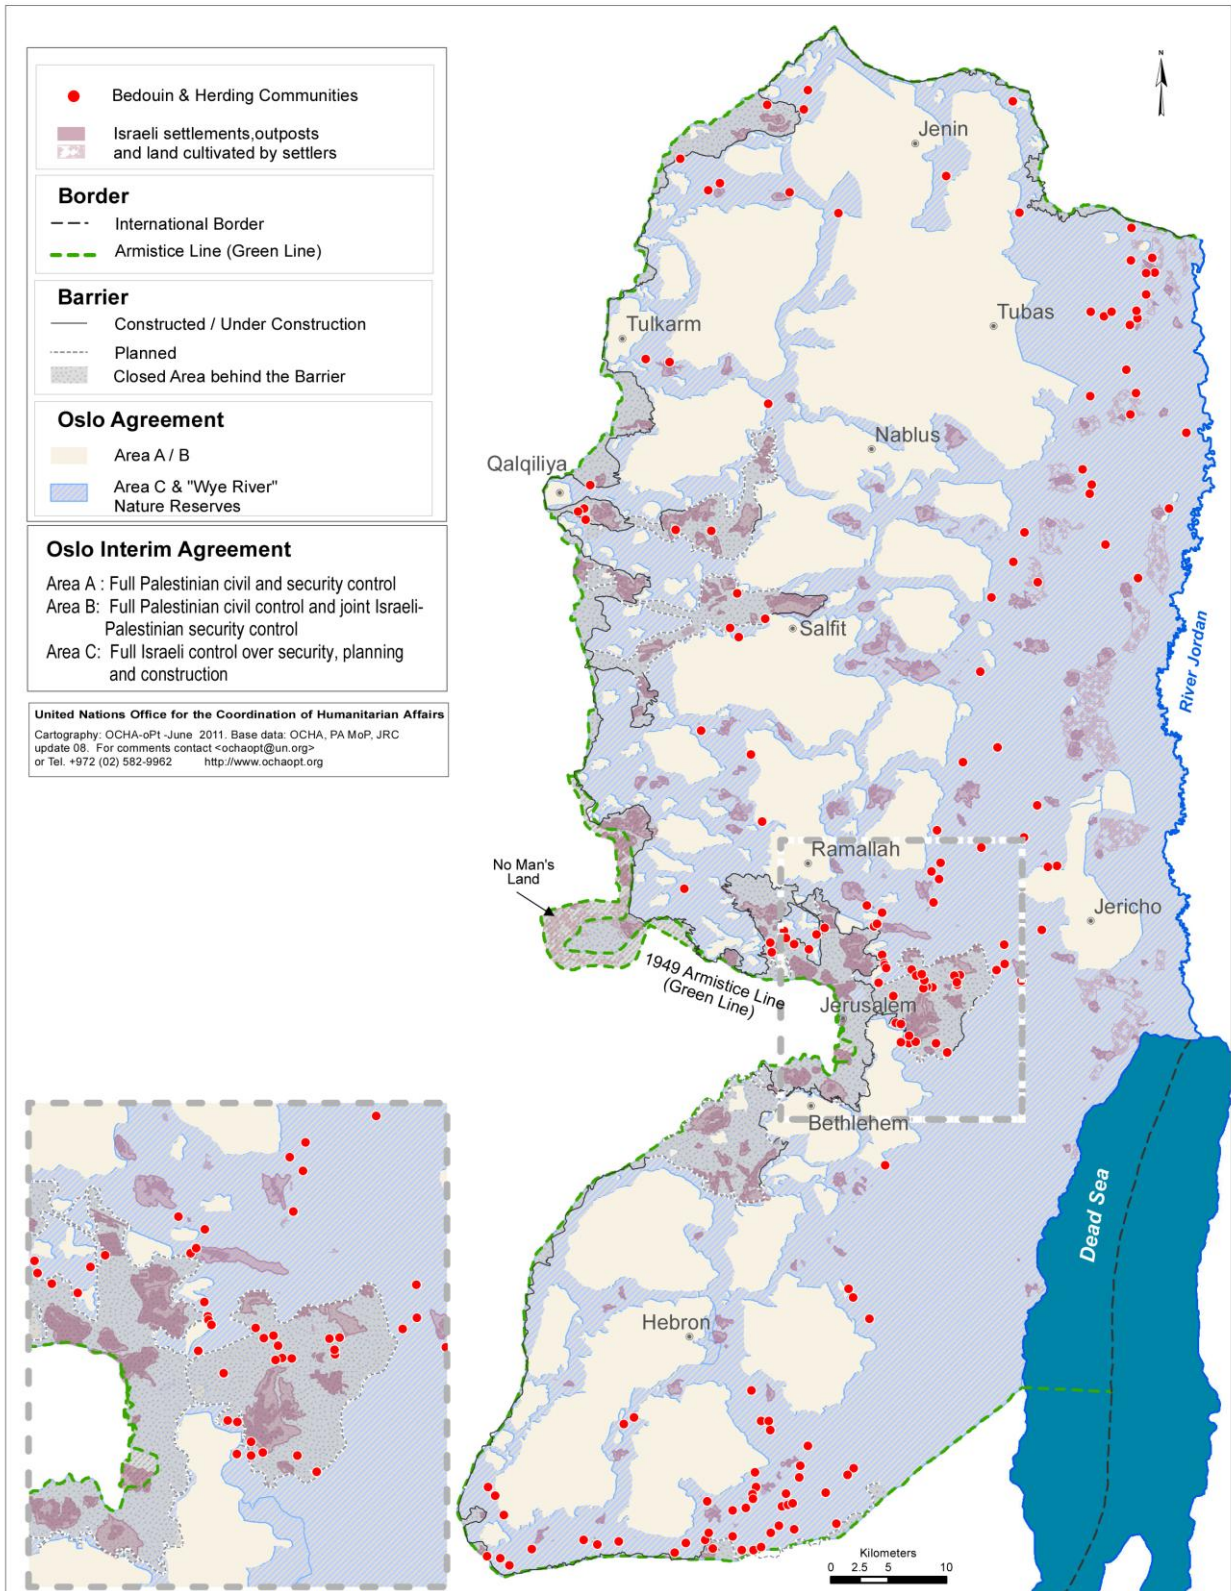 Bedouin & Herding Communities
Israeli settlements,outposts
and land cultivated by settlers
Border
International Border
Armistice Line (Green Line)
Barrier
Constructed / Under Construction
Planned
Closed Area behind the Barrier
Oslo Agreement
Area A / B
Area C & "Wye River"
Nature Reserves
Oslo Interim Agreement
Area A : Full Palestinian civil and security control
Area B: Full Palestinian civil control and joint Israeli-
Palestinian security control
Area C: Full Israeli control over security, planning
and construction
United Nations Office for the Coordination of Humanitarian Affairs
Cartography: OCHA-oPt -June 2011. Base data: OCHA, PA MoP, JRC
update 08. For comments contact <ochaopt@un.org>
or Tel. +972 (02) 582-9962 http://www.ochaopt.org
N
Jenin
Tubas
Tulkarm
Nablus
Qalqiliya
Salfit
River Jordan
Ramallah
No Man's
Land
Jericho
1949 Armistice Line
(Green Line)
Jerusalem
Bethlehem
Dead Sea
Hebron
Kilometers
0 2.5 5 10